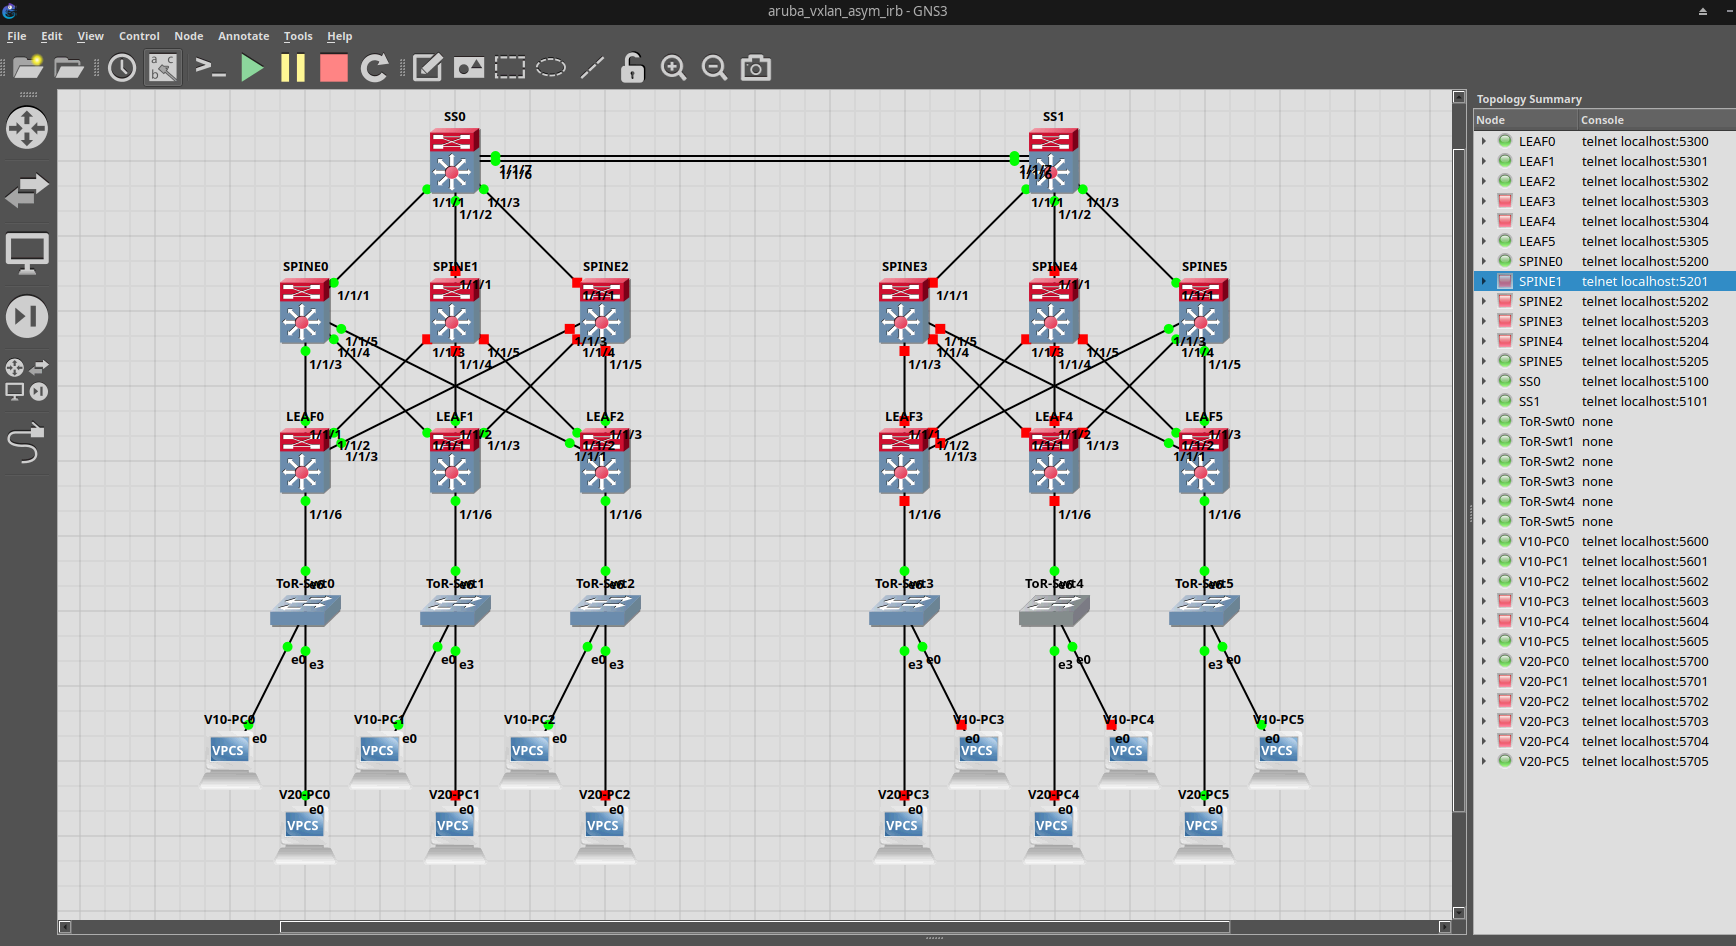 aruba_vxlan_asym_irb - GNS3
File Edit View Control Node Annotate Tools Help
SS0
SS1
1/1/7
1/1/6
1/1/6
1/1/1
1/1/2
1/1/3
1/1/1
1/1/2
1/1/3
SPINE0
SPINE1
SPINE2
SPINE3
SPINE4
SPINE5
1/1/1
1/1/1
1/1/1
1/1/1
1/1/1
1/1/1
1/1/5
1/1/4
1/1/3
1/1/3
1/1/5
1/1/4
1/1/3
1/1/4
1/1/5
1/1/5
1/1/4
1/1/3
1/1/3
1/1/5
1/1/4
1/1/3
1/1/4
1/1/5
LEAF0
LEAF1
LEAF2
LEAF3
LEAF4
LEAF5
1/1/1
1/1/2
1/1/3
1/1/2
1/1/1
1/1/3
1/1/3
1/1/2
1/1/1
1/1/1
1/1/2
1/1/3
1/1/2
1/1/1
1/1/3
1/1/3
1/1/2
1/1/1
1/1/6
1/1/6
1/1/6
1/1/6
1/1/6
1/1/6
ToR-Swt0
ToR-Swt1
ToR-Swt2
ToR-Swt3
ToR-Swt4
ToR-Swt5
e0
e3
e0
e3
e0
e3
e3
e0
e3
e0
e3
e0
V10-PC0
V10-PC1
V10-PC2
V10-PC3
V10-PC4
V10-PC5
e0
e0
e0
e0
e0
e0
VPCS
VPCS
VPCS
VPCS
VPCS
VPCS
V20-PC0
V20-PC1
V20-PC2
V20-PC3
V20-PC4
V20-PC5
e0
e0
e0
e0
e0
e0
VPCS
VPCS
VPCS
VPCS
VPCS
VPCS
Topology Summary
Node Console
LEAF0 telnet localhost:5300
LEAF1 telnet localhost:5301
LEAF2 telnet localhost:5302
LEAF3 telnet localhost:5303
LEAF4 telnet localhost:5304
LEAF5 telnet localhost:5305
SPINE0 telnet localhost:5200
SPINE1 telnet localhost:5201
SPINE2 telnet localhost:5202
SPINE3 telnet localhost:5203
SPINE4 telnet localhost:5204
SPINE5 telnet localhost:5205
SS0 telnet localhost:5100
SS1 telnet localhost:5101
ToR-Swt0 none
ToR-Swt1 none
ToR-Swt2 none
ToR-Swt3 none
ToR-Swt4 none
ToR-Swt5 none
V10-PC0 telnet localhost:5600
V10-PC1 telnet localhost:5601
V10-PC2 telnet localhost:5602
V10-PC3 telnet localhost:5603
V10-PC4 telnet localhost:5604
V10-PC5 telnet localhost:5605
V20-PC0 telnet localhost:5700
V20-PC1 telnet localhost:5701
V20-PC2 telnet localhost:5702
V20-PC3 telnet localhost:5703
V20-PC4 telnet localhost:5704
V20-PC5 telnet localhost:5705